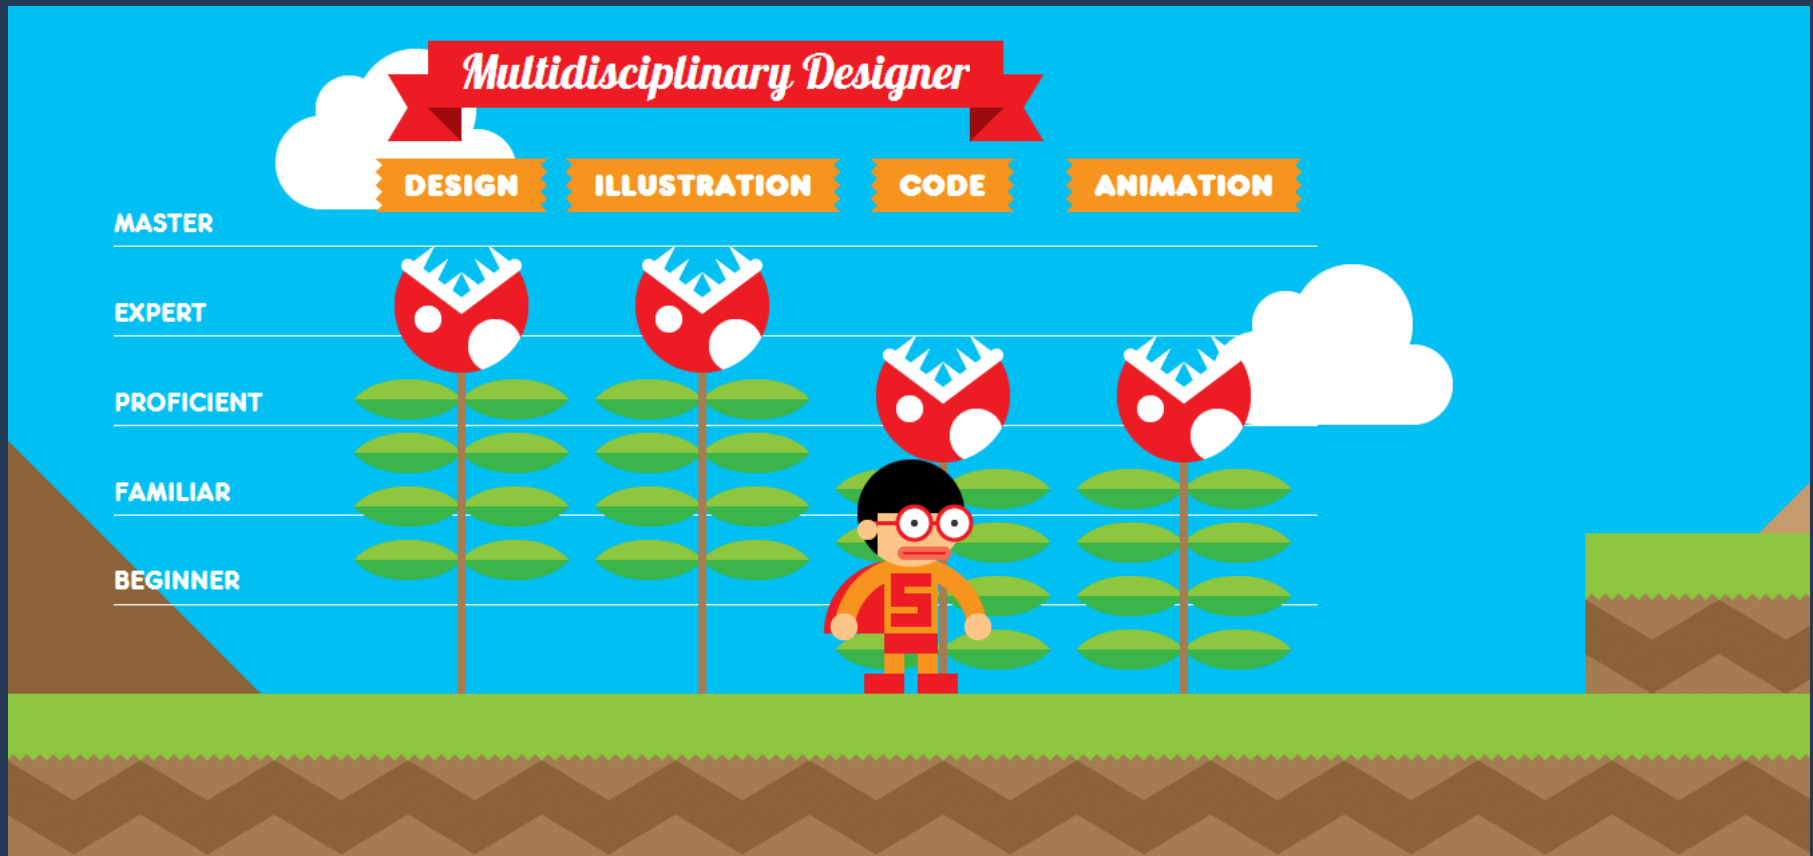 Multidisciplinary Designer
DESIGN ILLUSTRATION CODE ANIMATION
MASTER
EXPERT
PROFICIENT
FAMILIAR
BEGINNER
S